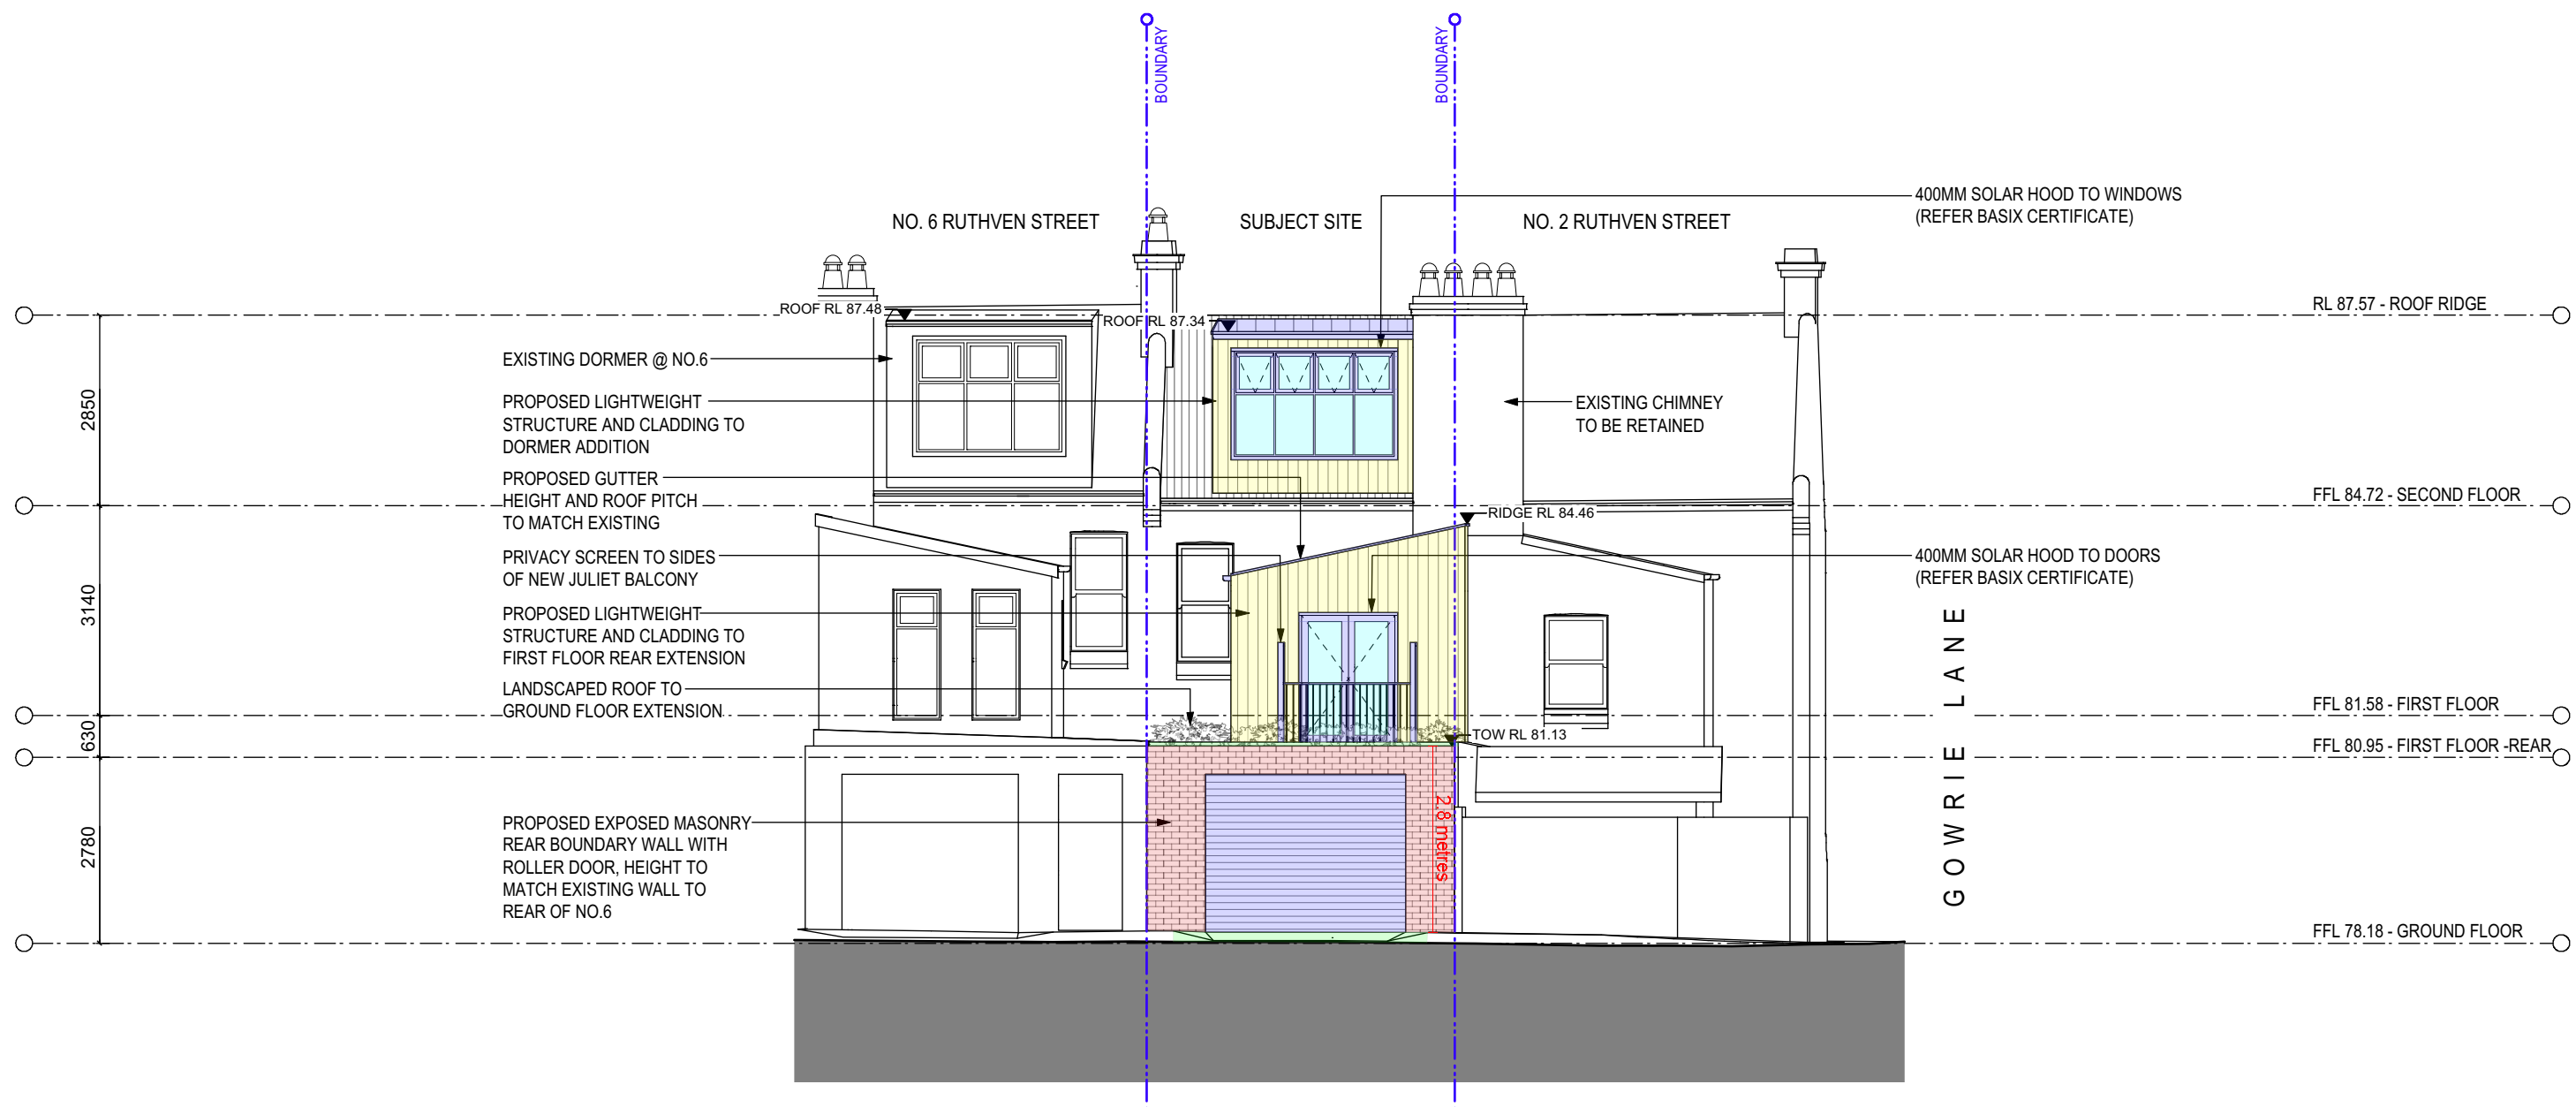 BOUNDARY
BOUNDARY
NO. 6 RUTHVEN STREET
SUBJECT SITE
NO. 2 RUTHVEN STREET
400MM SOLAR HOOD TO WINDOWS
(REFER BASIX CERTIFICATE)
ROOF RL 87.48
ROOF RL 87.34
RL 87.57 - ROOF RIDGE
EXISTING DORMER @ NO.6
PROPOSED LIGHTWEIGHT
STRUCTURE AND CLADDING TO
DORMER ADDITION
EXISTING CHIMNEY
TO BE RETAINED
2850
PROPOSED GUTTER
HEIGHT AND ROOF PITCH
TO MATCH EXISTING
FFL 84.72 - SECOND FLOOR
RIDGE RL 84.46
PRIVACY SCREEN TO SIDES
OF NEW JULIET BALCONY
400MM SOLAR HOOD TO DOORS
(REFER BASIX CERTIFICATE)
3140
PROPOSED LIGHTWEIGHT
STRUCTURE AND CLADDING TO
FIRST FLOOR REAR EXTENSION
LANDSCAPED ROOF TO
GROUND FLOOR EXTENSION
FFL 81.58 - FIRST FLOOR
630
TOW RL 81.13
FFL 80.95 - FIRST FLOOR -REAR
GOWRIE LANE
2.8 metres
2780
PROPOSED EXPOSED MASONRY
REAR BOUNDARY WALL WITH
ROLLER DOOR, HEIGHT TO
MATCH EXISTING WALL TO
REAR OF NO.6
FFL 78.18 - GROUND FLOOR